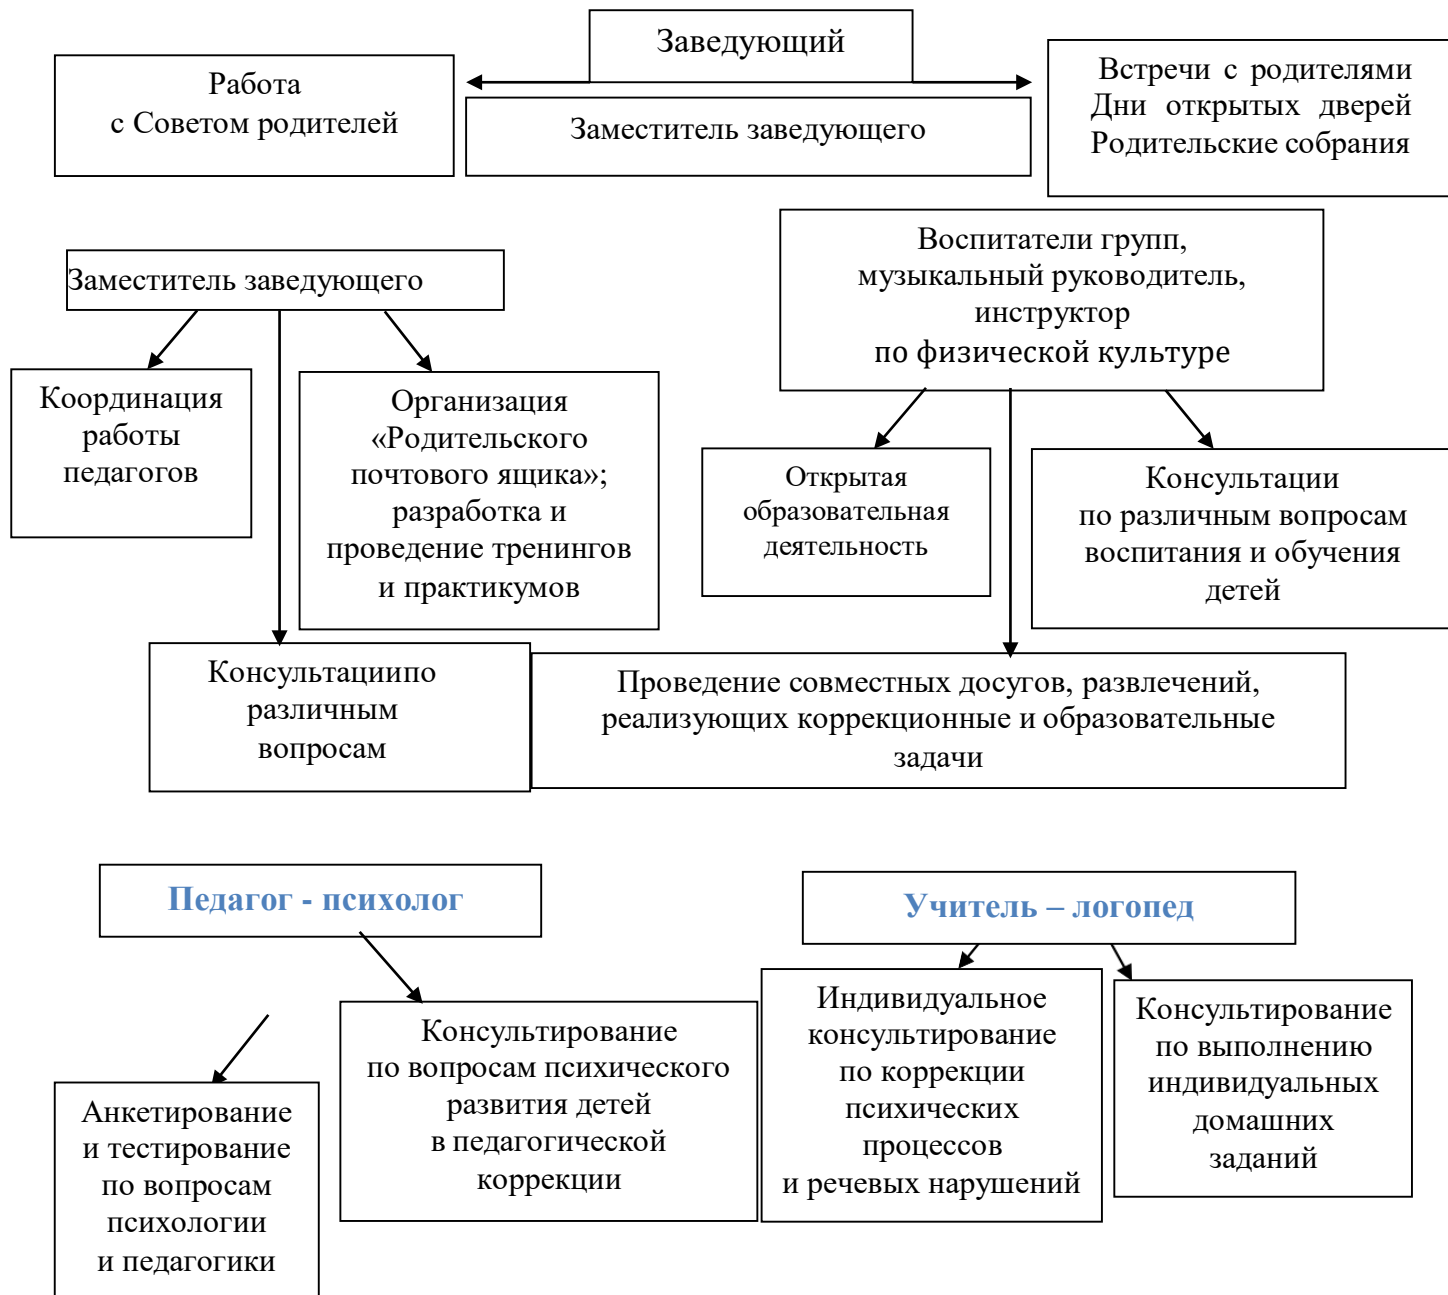 Заведующий
Работа
с Советом родителей
Заместитель заведующего
Встречи с родителями
Дни открытых дверей
Родительские собрания
Заместитель заведующего
Воспитатели групп,
музыкальный руководитель,
инструктор
по физической культуре
Координация
работы
педагогов
Организация
«Родительского
почтового ящика»;
разработка и
проведение тренингов
и практикумов
Открытая
образовательная
деятельность
Консультации
по различным вопросам
воспитания и обучения
детей
Консультациипо
различным
вопросам
Проведение совместных досугов, развлечений,
реализующих коррекционные и образовательные
задачи
Педагог - психолог
Учитель – логопед
Анкетирование
и тестирование
по вопросам
психологии
и педагогики
Консультирование
по вопросам психического
развития детей
в педагогической
коррекции
Индивидуальное
консультирование
по коррекции
психических
процессов
и речевых нарушений
Консультирование
по выполнению
индивидуальных
домашних
заданий